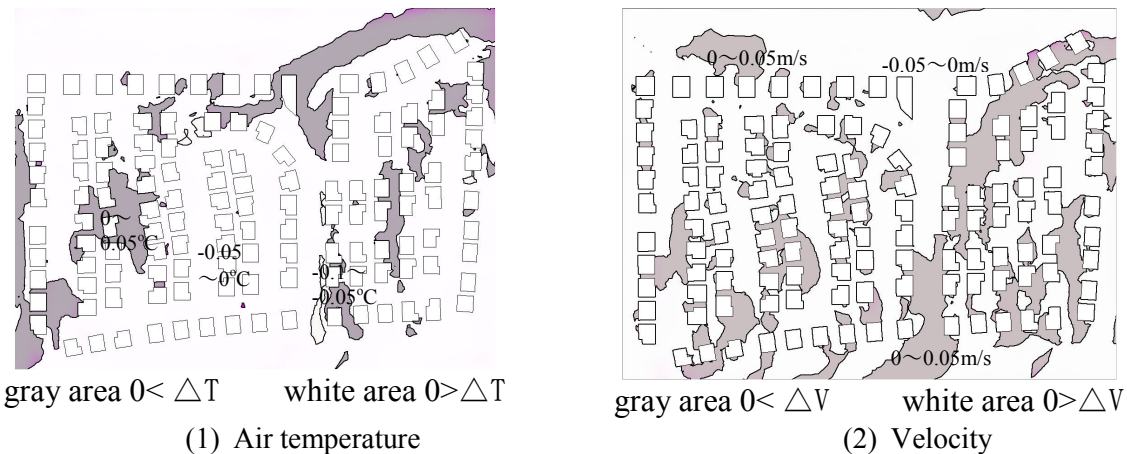 0～
0.05℃
-0.05
～0℃
-0.1～
-0.05℃
gray area 0< △T white area 0>△T
(1) Air temperature
0～0.05m/s
-0.05～0m/s
0～0.05m/s
gray area 0< △V white area 0>△V
(2) Velocity